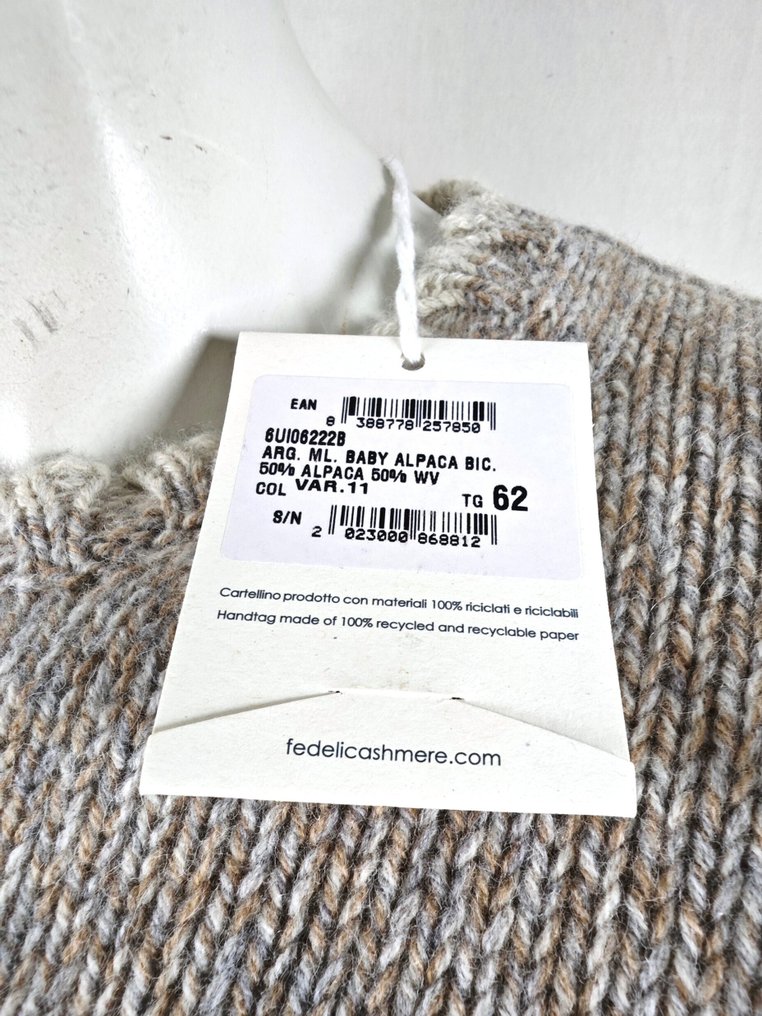 EAN
8 388778 257850
6UI06222B
ARG. ML. BABY ALPACA BIC.
50% ALPACA 50% WV
COL VAR.11 TG 62
S/N
2 023000 868812
Cartellino prodotto con materiali 100% riciclati e riciclabili
Handtag made of 100% recycled and recyclable paper
fedelicashmere.com